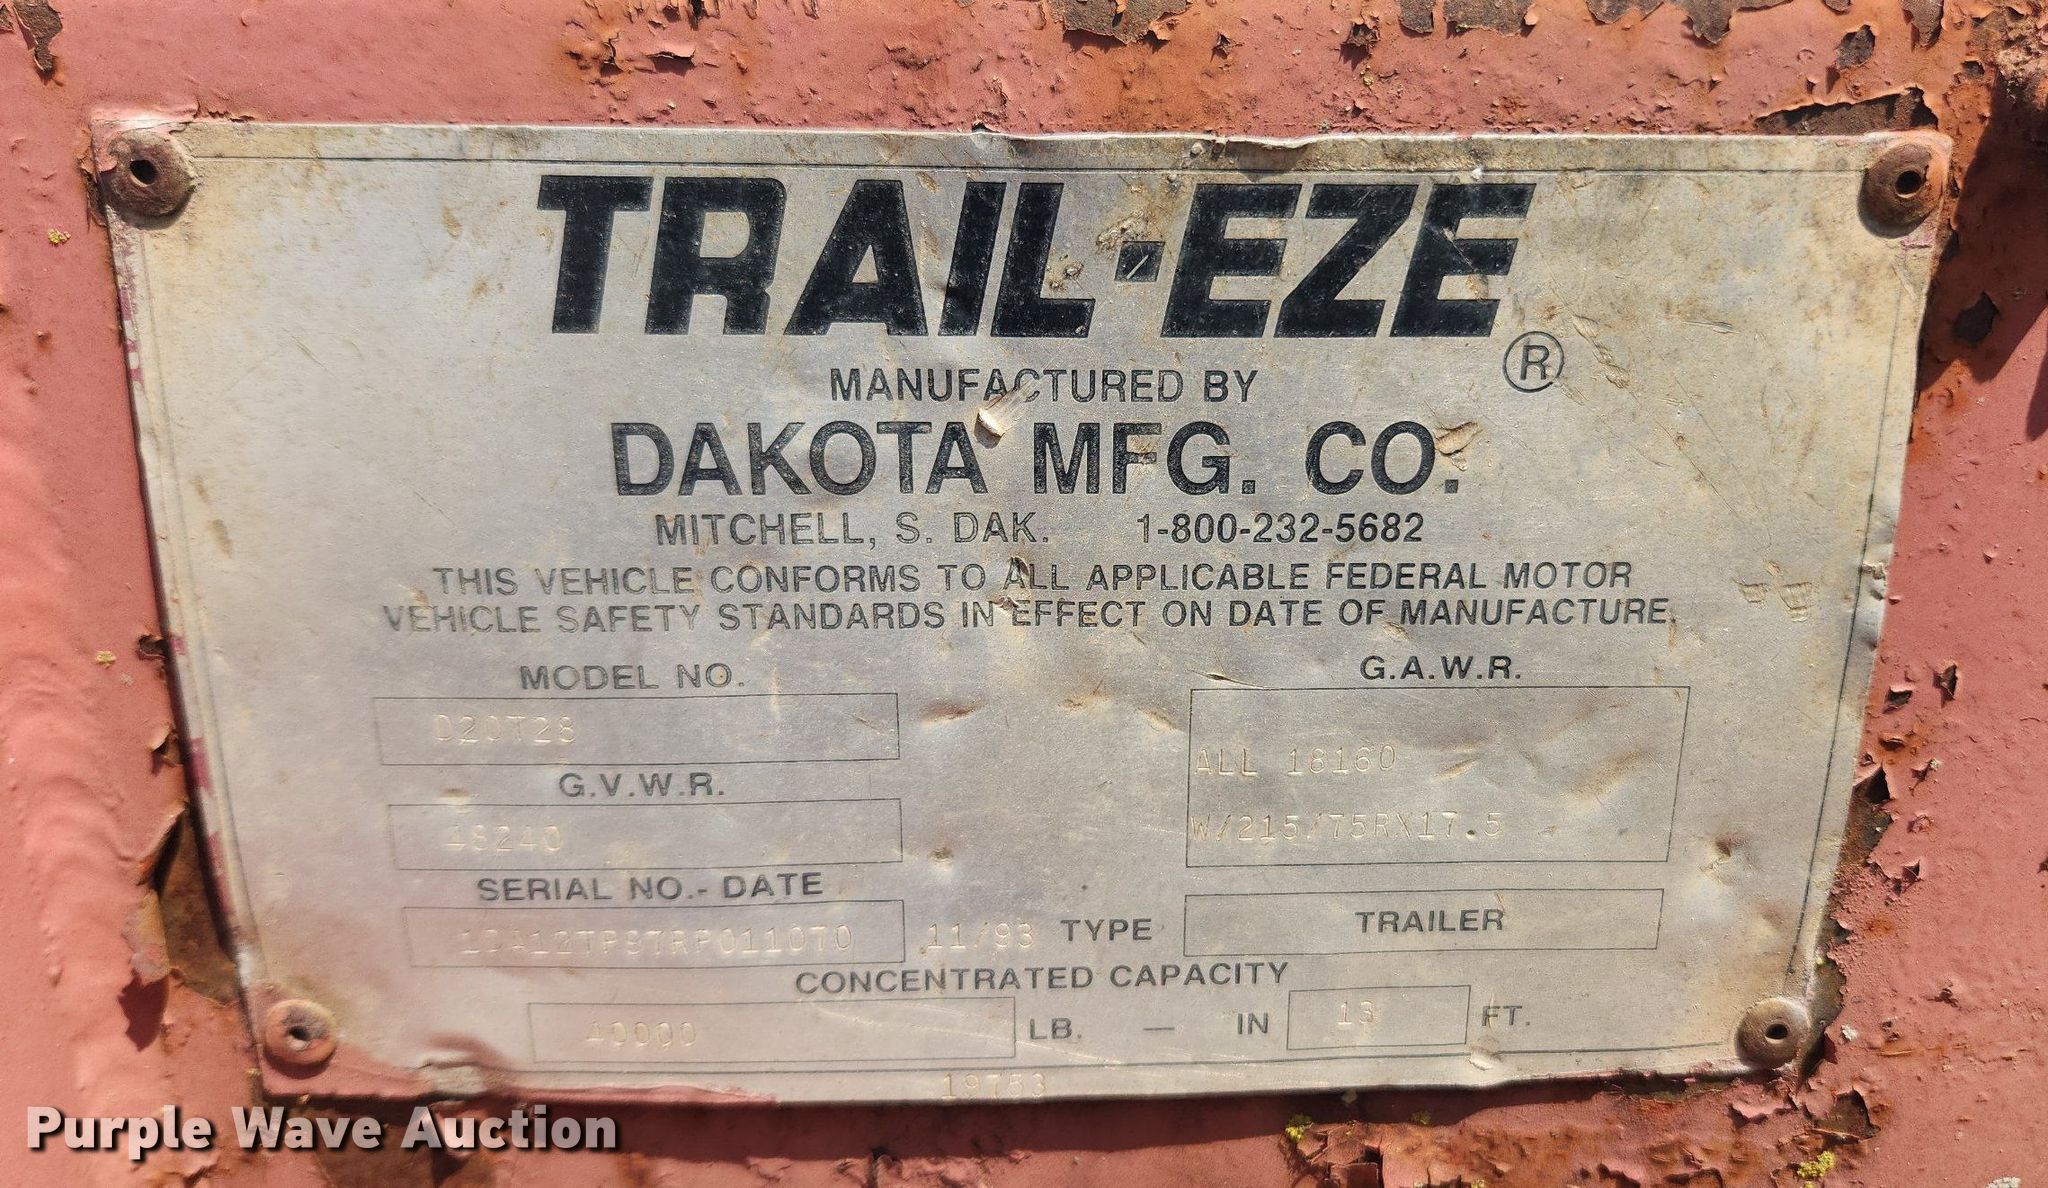 TRAIL-EZE ®
MANUFACTURED BY
DAKOTA MFG. CO.
MITCHELL, S. DAK. 1-800-232-5682
THIS VEHICLE CONFORMS TO ALL APPLICABLE FEDERAL MOTOR
VEHICLE SAFETY STANDARDS IN EFFECT ON DATE OF MANUFACTURE.
MODEL NO.
D20T28
G.V.W.R.
48240
G.A.W.R.
ALL 18160
W/215/75RX17.5
SERIAL NO.- DATE
11/93 TYPE TRAILER
CONCENTRATED CAPACITY
40000 LB. — IN 13 FT.
19753
Purple Wave Auction